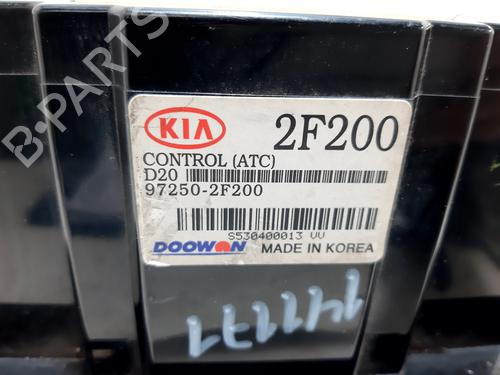 B-PARTS
KIA 2F200
CONTROL (ATC)
D20
97250-2F200
S530400013 VV
DOOWON MADE IN KOREA